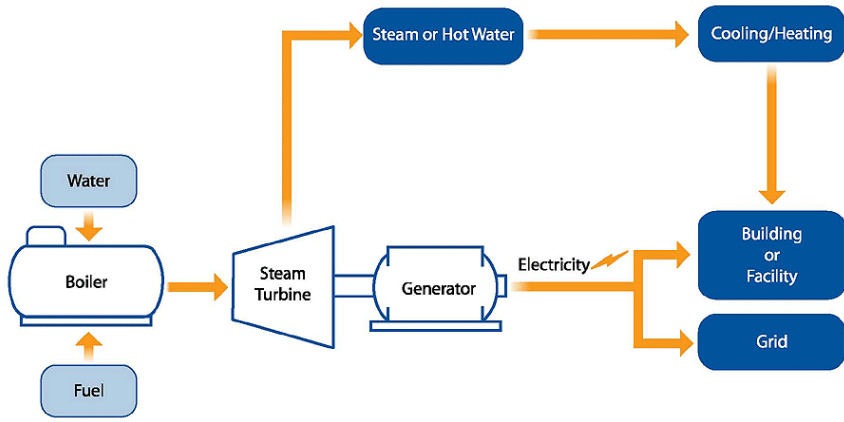 Steam or Hot Water
Cooling/Heating
Water
Boiler
Fuel
Steam
Turbine
Generator
Electricity
Building
or
Facility
Grid